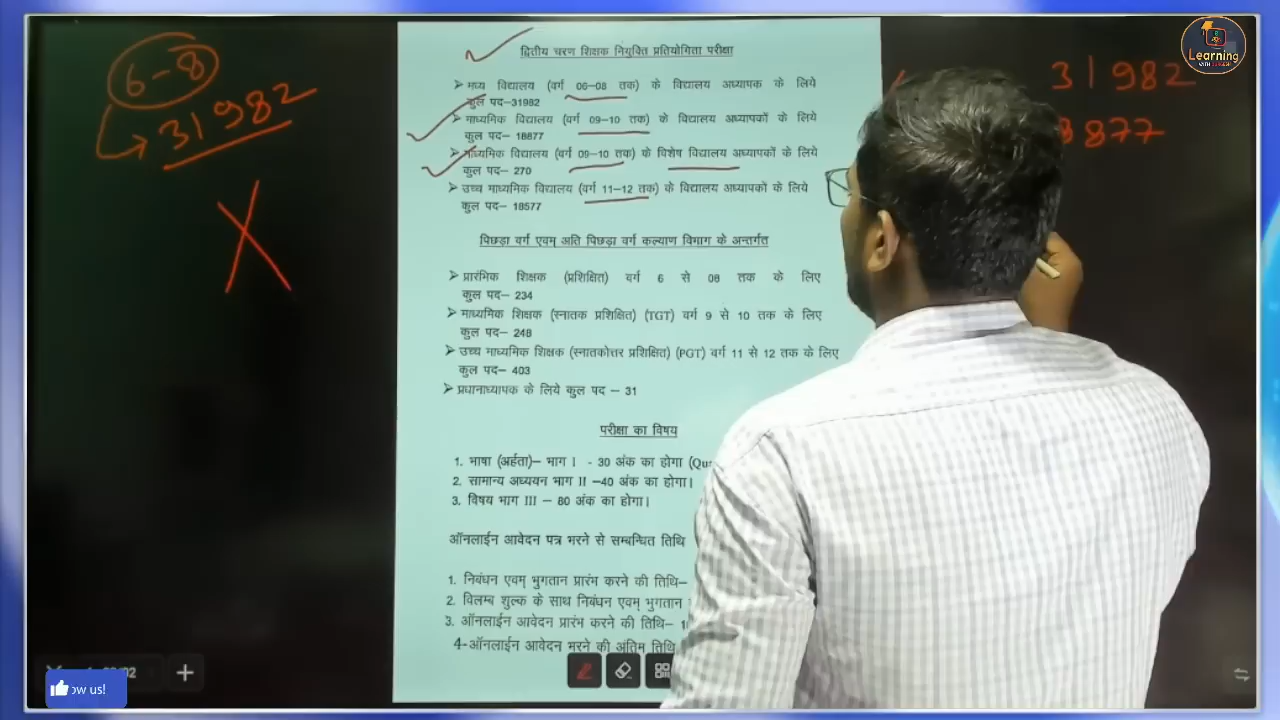 6-8
31982
द्वितीय चरण शिक्षक नियुक्ति प्रतियोगिता परीक्षा
मध्य विद्यालय (वर्ग 06-08 तक) के विद्यालय अध्यापक के लिये
कुल पद-31982
माध्यमिक विद्यालय (वर्ग 09-10 तक) के विद्यालय अध्यापकों के लिये
कुल पद- 18877
माध्यमिक विद्यालय (वर्ग 09-10 तक) के विशेष विद्यालय अध्यापकों के लिये
कुल पद- 270
उच्च माध्यमिक विद्यालय (वर्ग 11-12 तक) के विद्यालय अध्यापकों के लिये
कुल पद- 18577
पिछड़ा वर्ग एवम् अति पिछड़ा वर्ग कल्याण विभाग के अन्तर्गत
प्रारंभिक शिक्षक (प्रशिक्षित) वर्ग 6 से 08 तक के लिए
कुल पद- 234
माध्यमिक शिक्षक (स्नातक प्रशिक्षित) (TGT) वर्ग 9 से 10 तक के लिए
कुल पद- 248
उच्च माध्यमिक शिक्षक (स्नातकोत्तर प्रशिक्षित) (PGT) वर्ग 11 से 12 तक के लिए
कुल पद- 403
प्रधानाध्यापक के लिये कुल पद - 31
परीक्षा का विषय
1. भाषा (अर्हता)- भाग I - 30 अंक का होगा (Qu
2. सामान्य अध्ययन भाग II -40 अंक का होगा।
3. विषय भाग III - 80 अंक का होगा।
ऑनलाईन आवेदन पत्र भरने से सम्बन्धित तिथि
1. निबंधन एवम् भुगतान प्रारंभ करने की तिथि-
2. विलम्ब शुल्क के साथ निबंधन एवम् भुगतान
3. ऑनलाईन आवेदन प्रारंभ करने की तिथि- 1
4-ऑनलाईन आवेदन भरने की अंतिम तिथि
31982
8877
Learning
ow us!